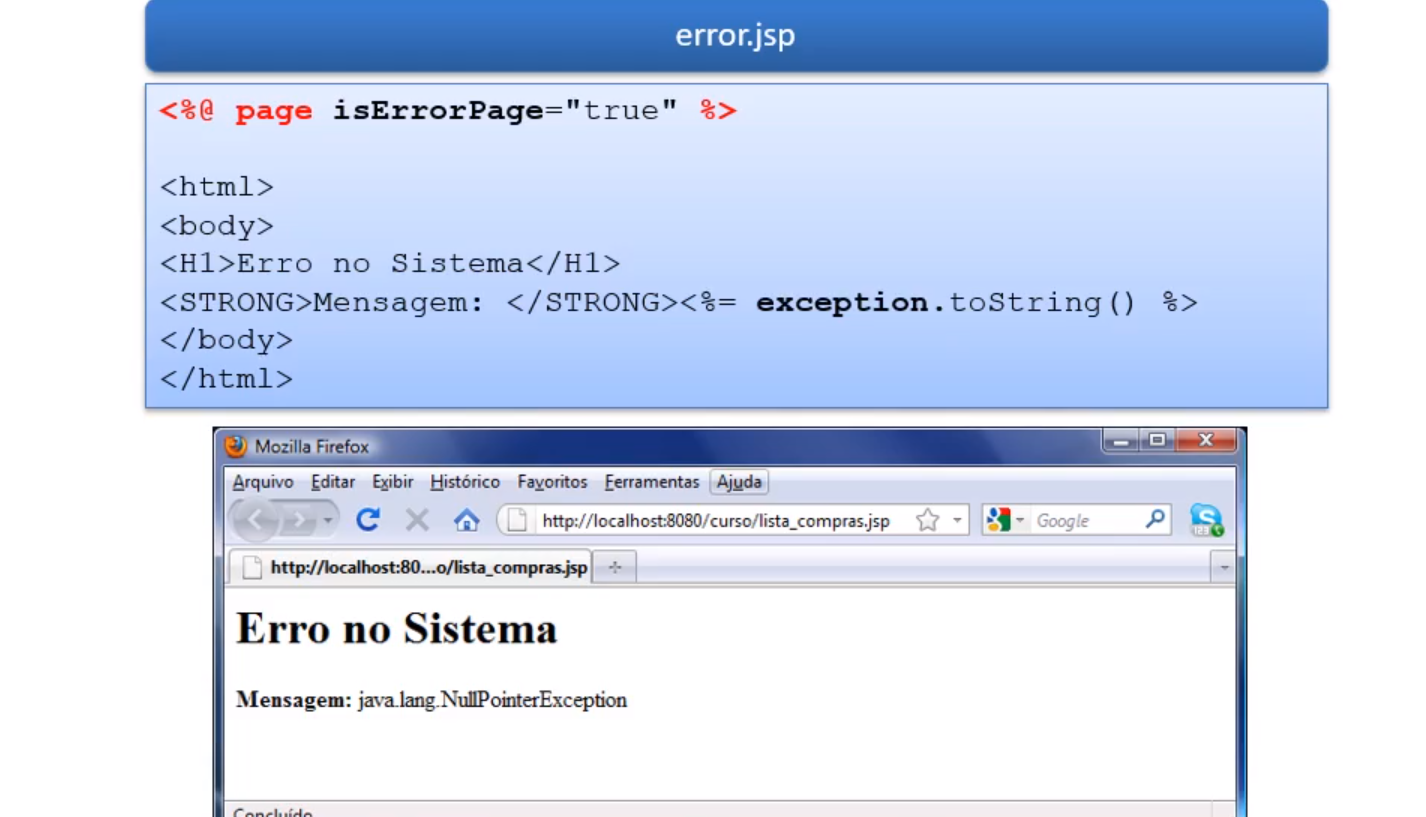 error.jsp
<%@ page isErrorPage="true" %>
<html>
<body>
<H1>Erro no Sistema</H1>
<STRONG>Mensagem: </STRONG><%= exception.toString() %>
</body>
</html>
Mozilla Firefox
Arquivo Editar Exibir Histórico Favoritos Ferramentas Ajuda
http://localhost:8080/curso/lista_compras.jsp Google
http://localhost:80...o/lista_compras.jsp
Erro no Sistema
Mensagem: java.lang.NullPointerException
Concluído